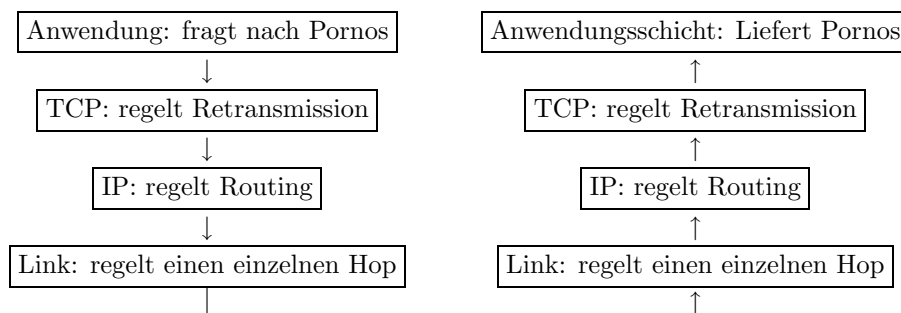 Anwendung: fragt nach Pornos
Anwendungsschicht: Liefert Pornos
TCP: regelt Retransmission
TCP: regelt Retransmission
IP: regelt Routing
IP: regelt Routing
Link: regelt einen einzelnen Hop
Link: regelt einen einzelnen Hop